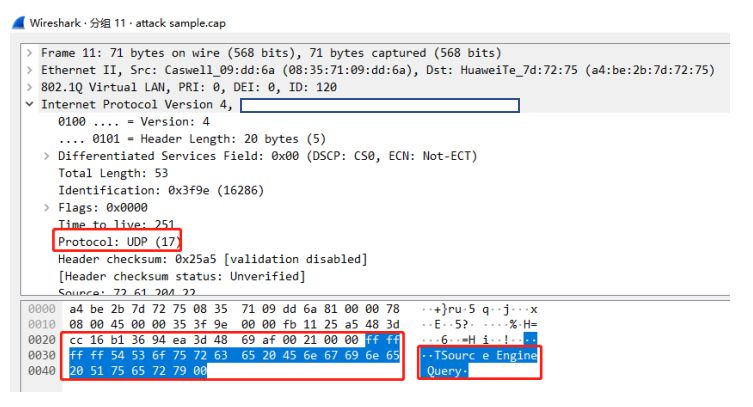 Wireshark · 分组 11 · attack sample.cap
Frame 11: 71 bytes on wire (568 bits), 71 bytes captured (568 bits)
Ethernet II, Src: Caswell_09:dd:6a (08:35:71:09:dd:6a), Dst: HuaweiTe_7d:72:75 (a4:be:2b:7d:72:75)
802.1Q Virtual LAN, PRI: 0, DEI: 0, ID: 120
Internet Protocol Version 4,
0100 .... = Version: 4
.... 0101 = Header Length: 20 bytes (5)
Differentiated Services Field: 0x00 (DSCP: CS0, ECN: Not-ECT)
Total Length: 53
Identification: 0x3f9e (16286)
Flags: 0x0000
Time to live: 251
Protocol: UDP (17)
Header checksum: 0x25a5 [validation disabled]
[Header checksum status: Unverified]
Source: 72.61.204.22
0000 a4 be 2b 7d 72 75 08 35 71 09 dd 6a 81 00 00 78 ··+}ru·5 q··j···x
0010 08 00 45 00 00 35 3f 9e 00 00 fb 11 25 a5 48 3d ··E··5?· ····%·H=
0020 cc 16 b1 36 94 ea 3d 48 69 af 00 21 00 00 ff ff ···6··=H i··!····
0030 ff ff 54 53 6f 75 72 63 65 20 45 6e 67 69 6e 65 ··TSourc e Engine
0040 20 51 75 65 72 79 00 Query·